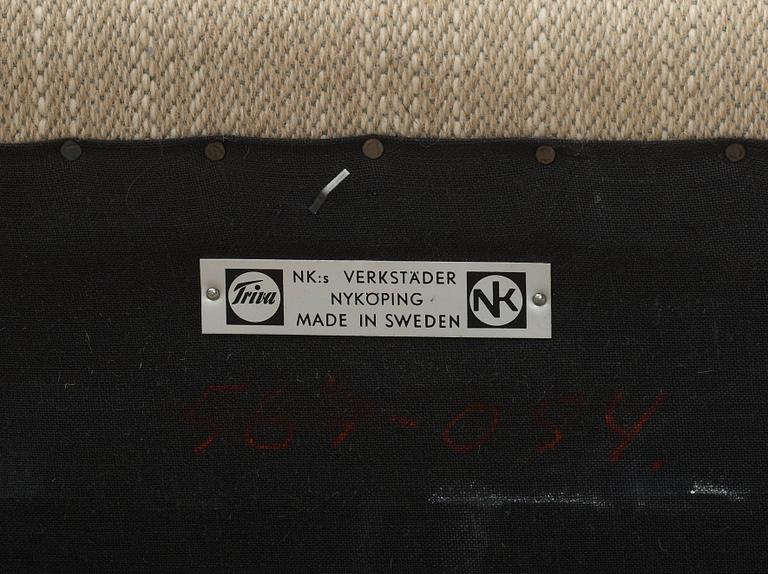 Triva
NK:s VERKSTÄDER
NYKÖPING
MADE IN SWEDEN
NK
567-054.